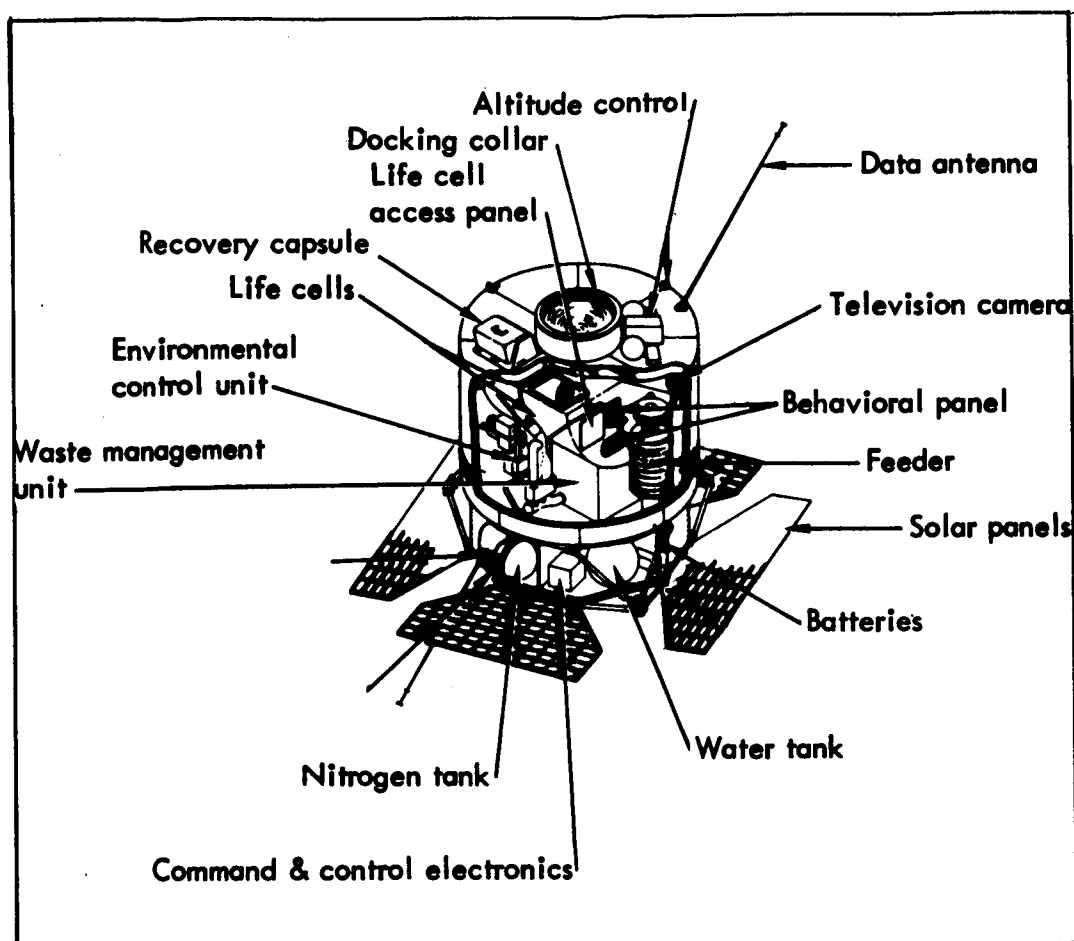 Altitude control
Docking collar
Life cell
access panel
Data antenna
Recovery capsule
Life cells
Television camera
Environmental
control unit
Behavioral panel
Waste management
unit
Feeder
Solar panels
Batteries
Water tank
Nitrogen tank
Command & control electronics